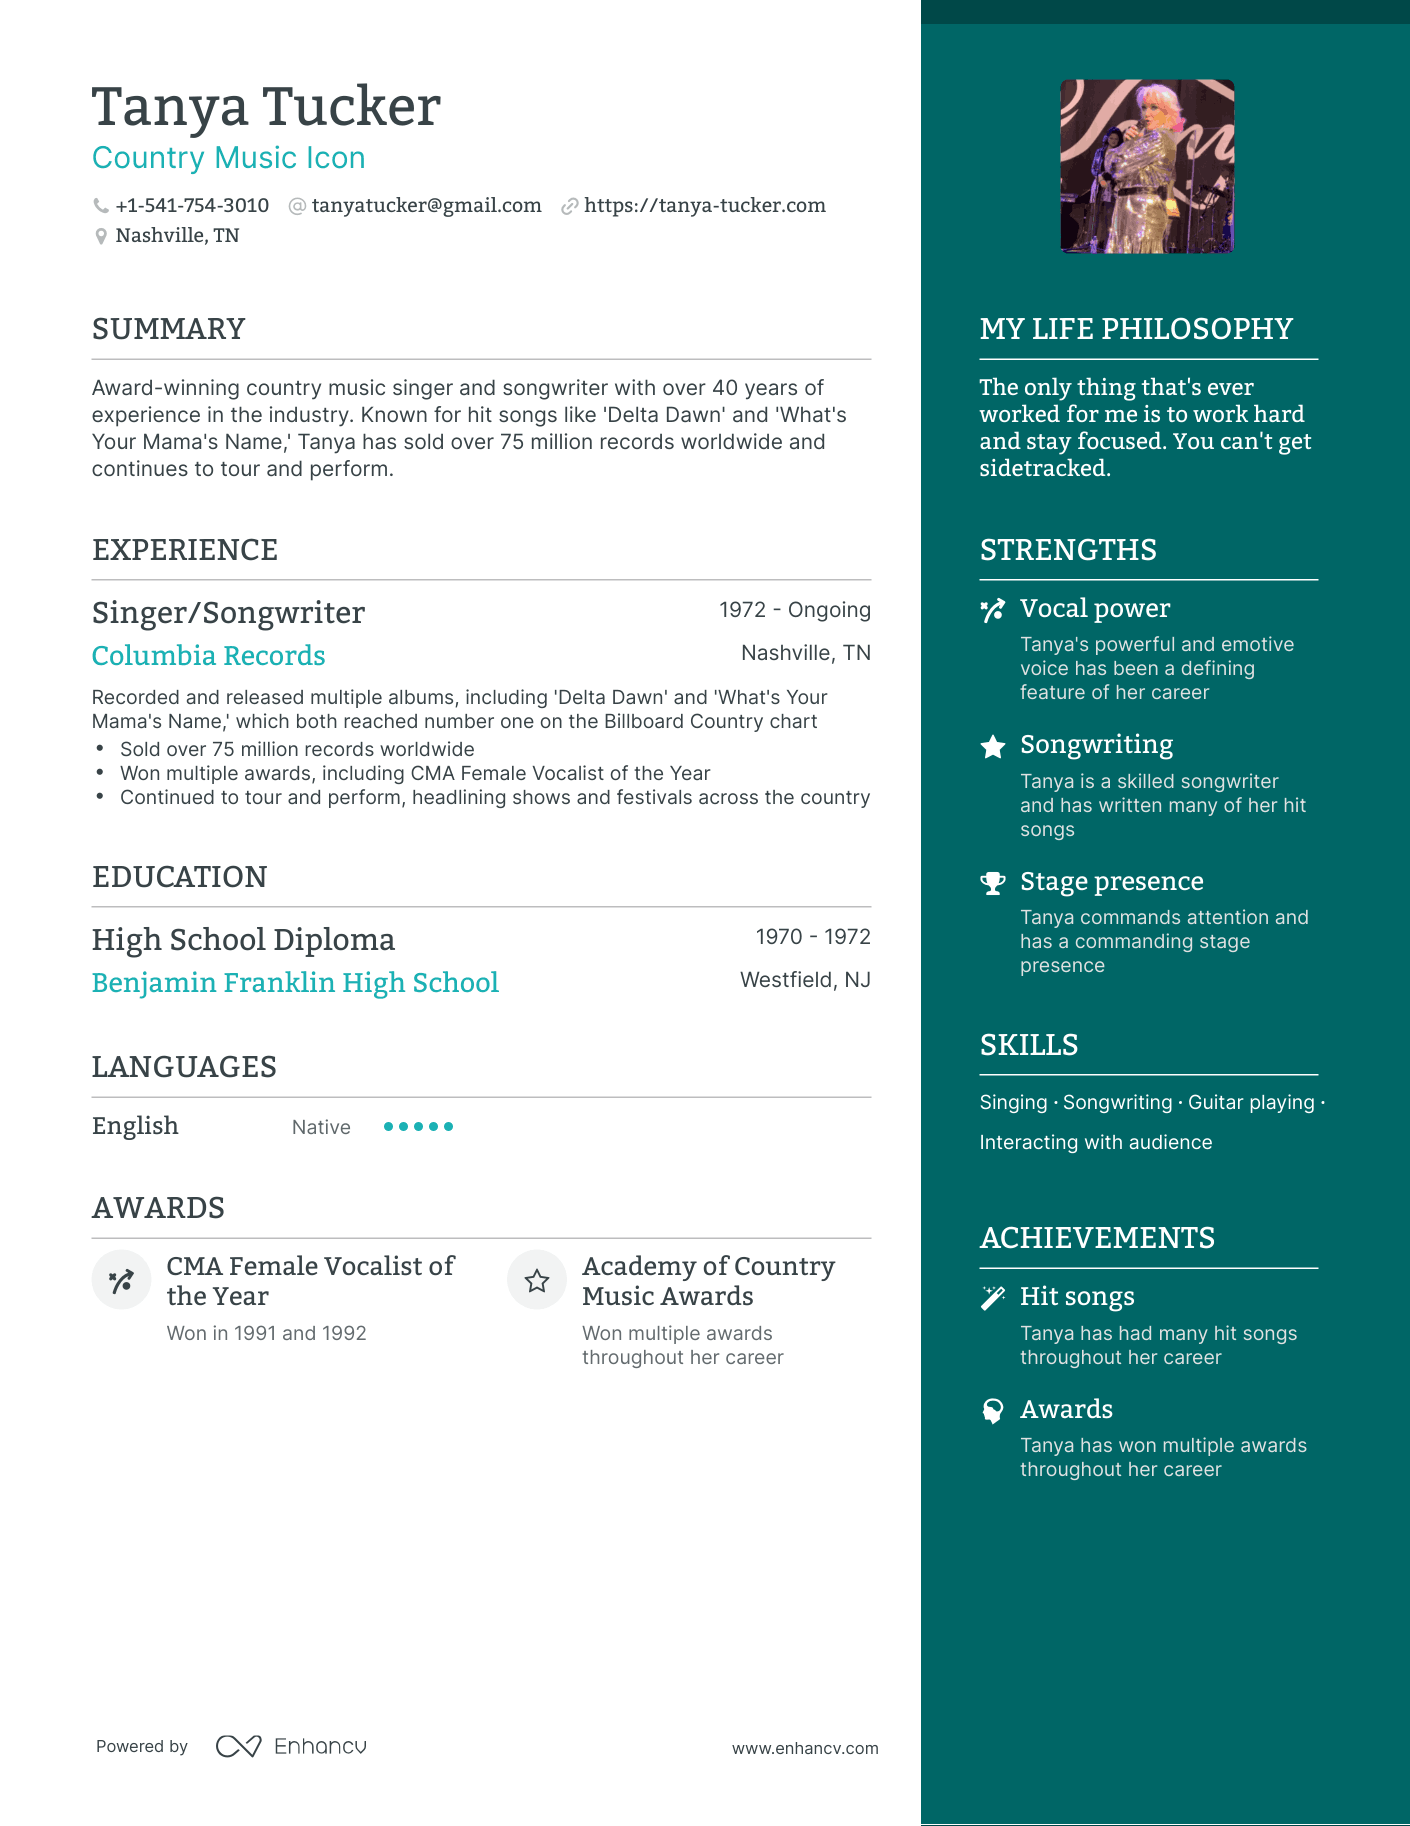 Tanya Tucker
Country Music Icon
+1-541-754-3010 @ tanyatucker@gmail.com https://tanya-tucker.com
Nashville, TN
SUMMARY
Award-winning country music singer and songwriter with over 40 years of
experience in the industry. Known for hit songs like 'Delta Dawn' and 'What's
Your Mama's Name,' Tanya has sold over 75 million records worldwide and
continues to tour and perform.
EXPERIENCE
Singer/Songwriter 1972 - Ongoing
Columbia Records Nashville, TN
Recorded and released multiple albums, including 'Delta Dawn' and 'What's Your
Mama's Name,' which both reached number one on the Billboard Country chart
• Sold over 75 million records worldwide
• Won multiple awards, including CMA Female Vocalist of the Year
• Continued to tour and perform, headlining shows and festivals across the country
EDUCATION
High School Diploma 1970 - 1972
Benjamin Franklin High School Westfield, NJ
LANGUAGES
English Native
AWARDS
CMA Female Vocalist of
the Year
Won in 1991 and 1992
Academy of Country
Music Awards
Won multiple awards
throughout her career
MY LIFE PHILOSOPHY
The only thing that's ever
worked for me is to work hard
and stay focused. You can't get
sidetracked.
STRENGTHS
Vocal power
Tanya's powerful and emotive
voice has been a defining
feature of her career
Songwriting
Tanya is a skilled songwriter
and has written many of her hit
songs
Stage presence
Tanya commands attention and
has a commanding stage
presence
SKILLS
Singing · Songwriting · Guitar playing ·
Interacting with audience
ACHIEVEMENTS
Hit songs
Tanya has had many hit songs
throughout her career
Awards
Tanya has won multiple awards
throughout her career
Powered by Enhancv www.enhancv.com